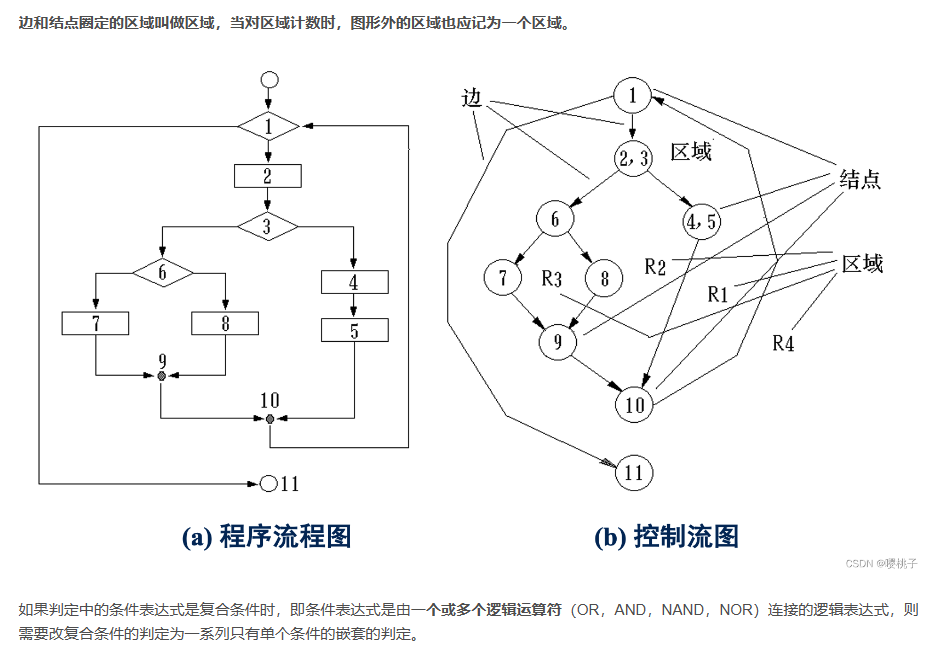 边和结点圈定的区域叫做区域，当对区域计数时，图形外的区域也应记为一个区域。
1
2
3
6
4
7
8
5
9
10
11
(a) 程序流程图
边
1
2，3
区域
结点
6
4，5
7
R3
8
R2
区域
R1
9
R4
10
11
(b) 控制流图
CSDN @嘤桃子
如果判定中的条件表达式是复合条件时，即条件表达式是由一个或多个逻辑运算符（OR，AND，NAND，NOR）连接的逻辑表达式，则
需要改复合条件的判定为一系列只有单个条件的嵌套的判定。